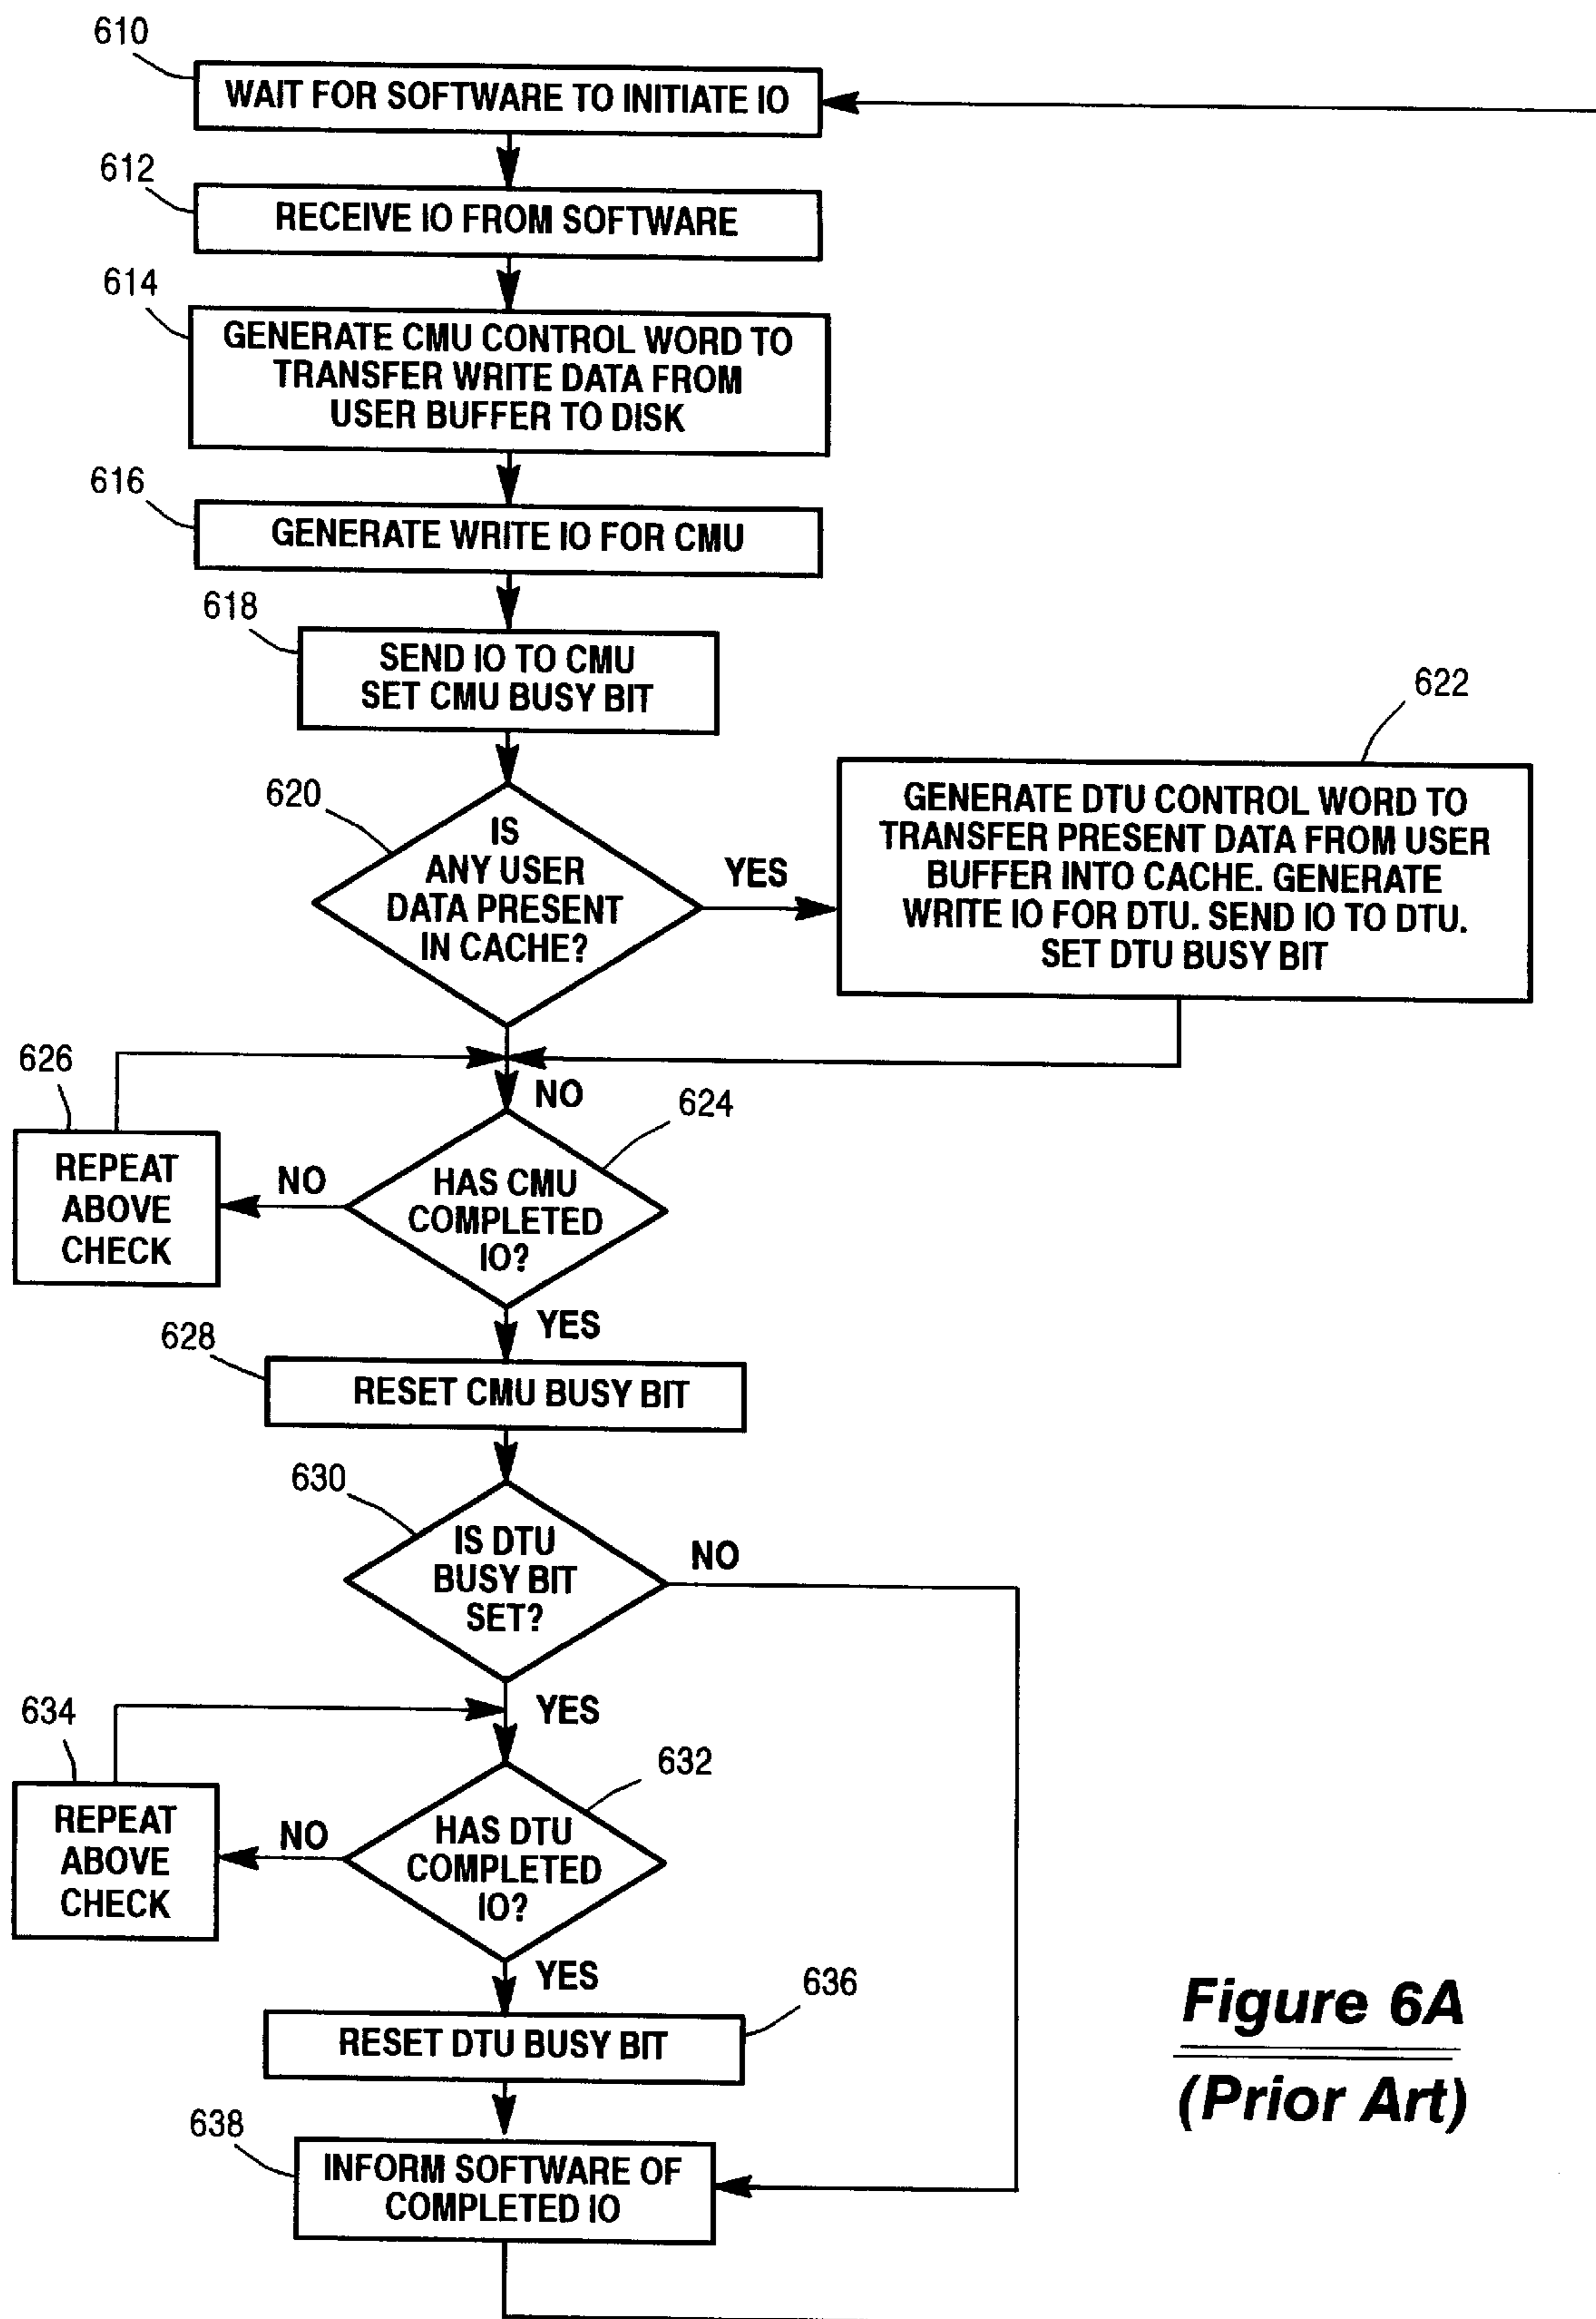 610
WAIT FOR SOFTWARE TO INITIATE IO
612
RECEIVE IO FROM SOFTWARE
614
GENERATE CMU CONTROL WORD TO
TRANSFER WRITE DATA FROM
USER BUFFER TO DISK
616
GENERATE WRITE IO FOR CMU
618
SEND IO TO CMU
SET CMU BUSY BIT
620
IS
ANY USER
DATA PRESENT
IN CACHE?
YES
622
GENERATE DTU CONTROL WORD TO
TRANSFER PRESENT DATA FROM USER
BUFFER INTO CACHE. GENERATE
WRITE IO FOR DTU. SEND IO TO DTU.
SET DTU BUSY BIT
NO
624
HAS CMU
COMPLETED
IO?
NO
626
REPEAT
ABOVE
CHECK
YES
628
RESET CMU BUSY BIT
630
IS DTU
BUSY BIT
SET?
NO
YES
632
HAS DTU
COMPLETED
IO?
NO
634
REPEAT
ABOVE
CHECK
YES
636
RESET DTU BUSY BIT
638
INFORM SOFTWARE OF
COMPLETED IO
Figure 6A
(Prior Art)